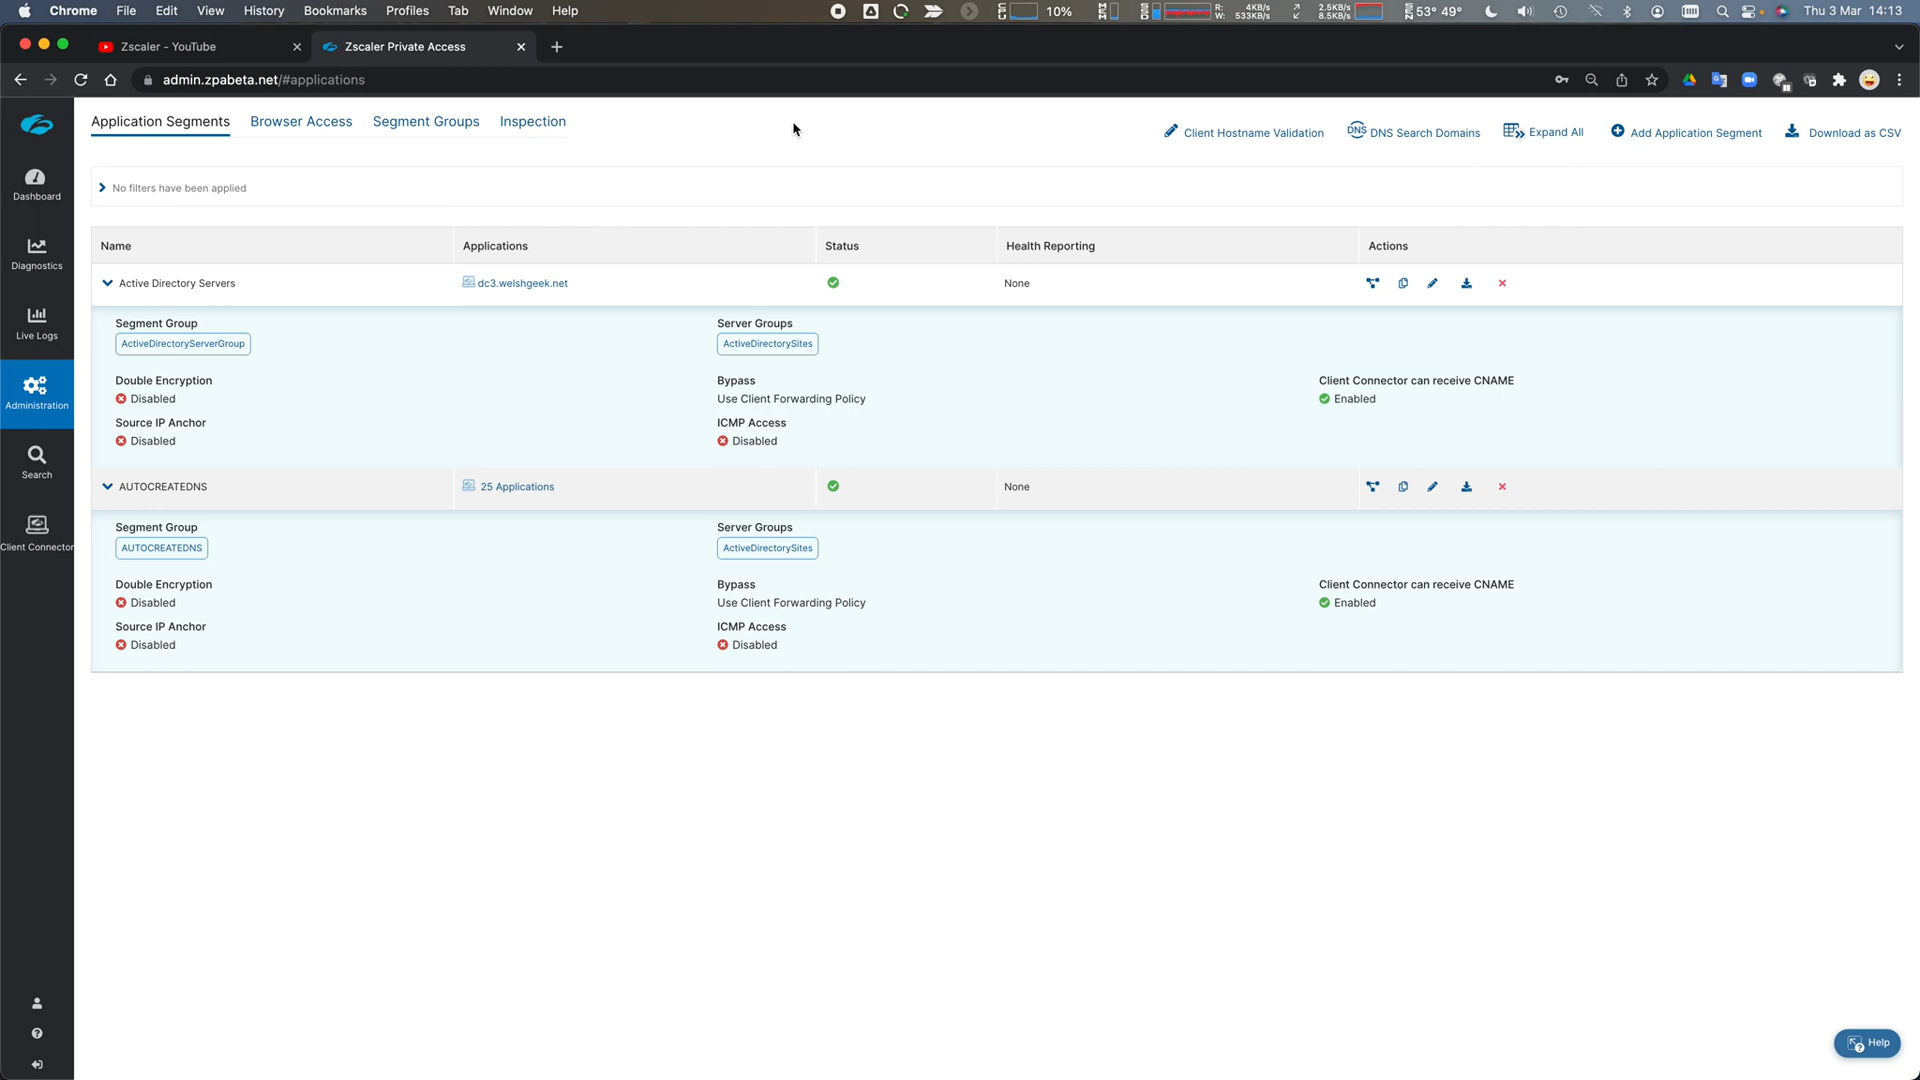 Chrome File Edit View History Bookmarks Profiles Tab Window Help 10% R: 4KB/s W: 533KB/s 2.5KB/s 8.5KB/s 53° 49° Thu 3 Mar 14:13
Zscaler - YouTube Zscaler Private Access
admin.zpabeta.net/#applications
Application Segments Browser Access Segment Groups Inspection
Client Hostname Validation DNS DNS Search Domains Expand All Add Application Segment Download as CSV
Dashboard
Diagnostics
Live Logs
Administration
Search
Client Connector
No filters have been applied
Name Applications Status Health Reporting Actions
Active Directory Servers dc3.welshgeek.net None
Segment Group Server Groups
ActiveDirectoryServerGroup ActiveDirectorySites
Double Encryption Bypass Client Connector can receive CNAME
Disabled Use Client Forwarding Policy Enabled
Source IP Anchor ICMP Access
Disabled Disabled
AUTOCREATEDNS 25 Applications None
Segment Group Server Groups
AUTOCREATEDNS ActiveDirectorySites
Double Encryption Bypass Client Connector can receive CNAME
Disabled Use Client Forwarding Policy Enabled
Source IP Anchor ICMP Access
Disabled Disabled
Help